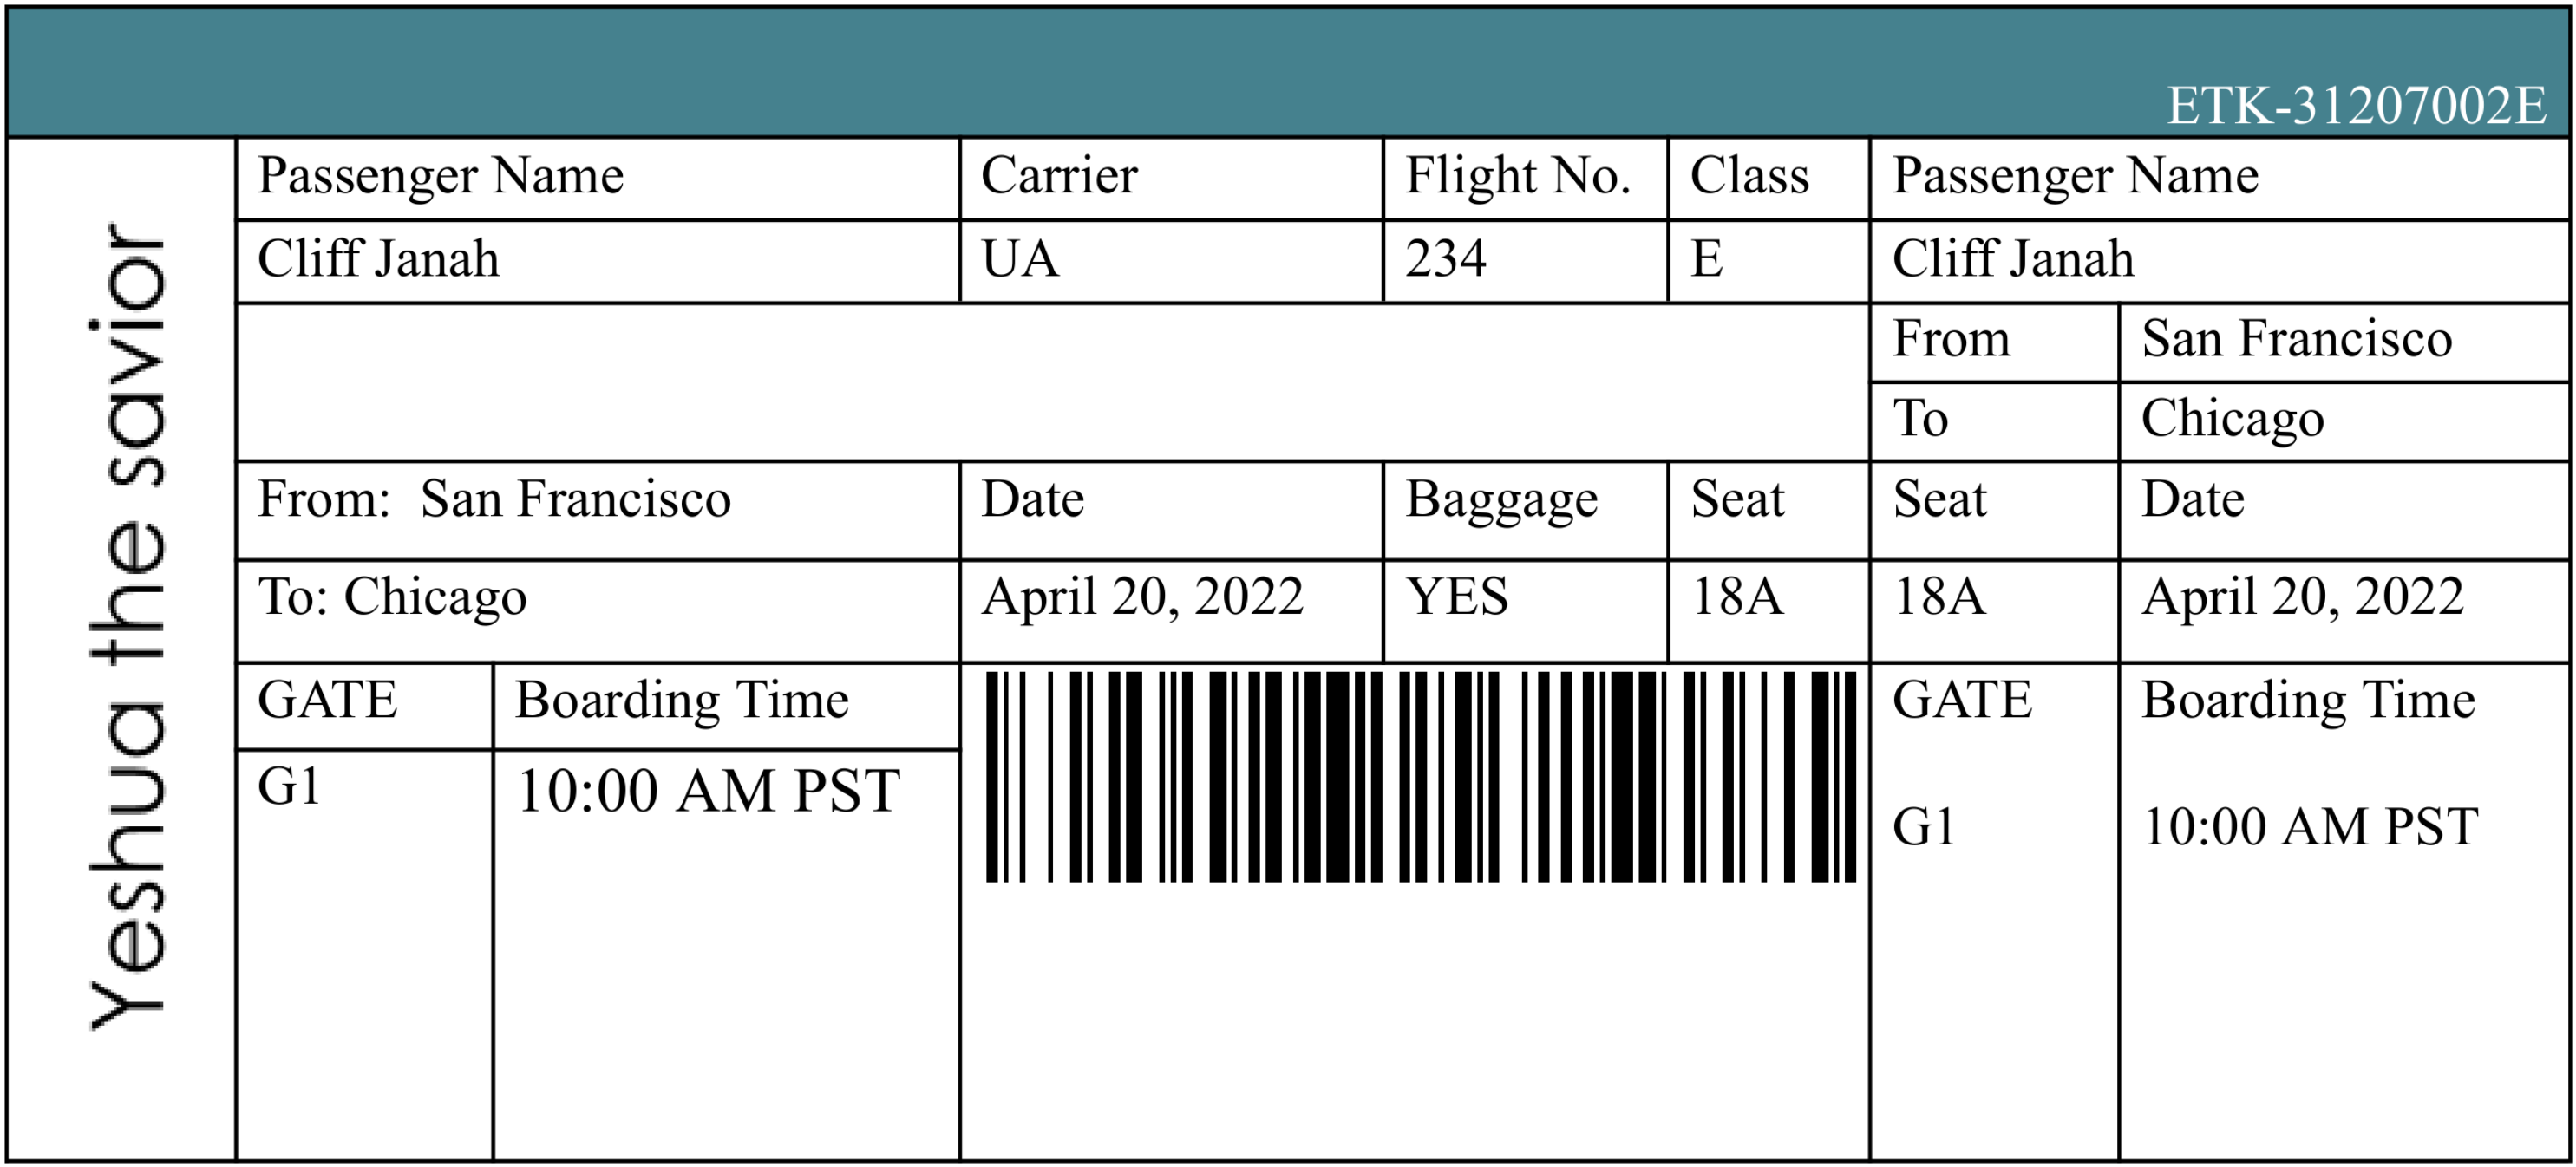 ETK-31207002E
Yeshua the savior
Passenger Name Carrier Flight No. Class Passenger Name
Cliff Janah UA 234 E Cliff Janah
From San Francisco
To Chicago
From: San Francisco Date Baggage Seat Seat Date
To: Chicago April 20, 2022 YES 18A 18A April 20, 2022
GATE Boarding Time GATE Boarding Time
G1 10:00 AM PST G1 10:00 AM PST